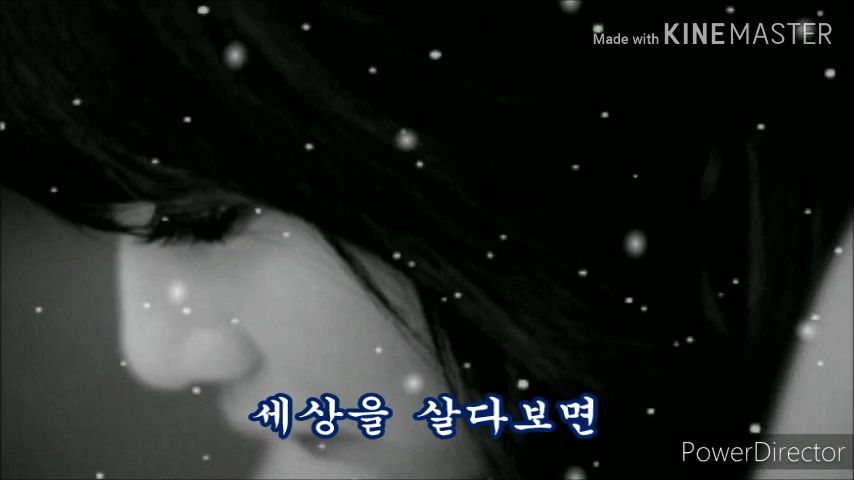 Made with KINEMASTER
세상을 살다보면
PowerDirector